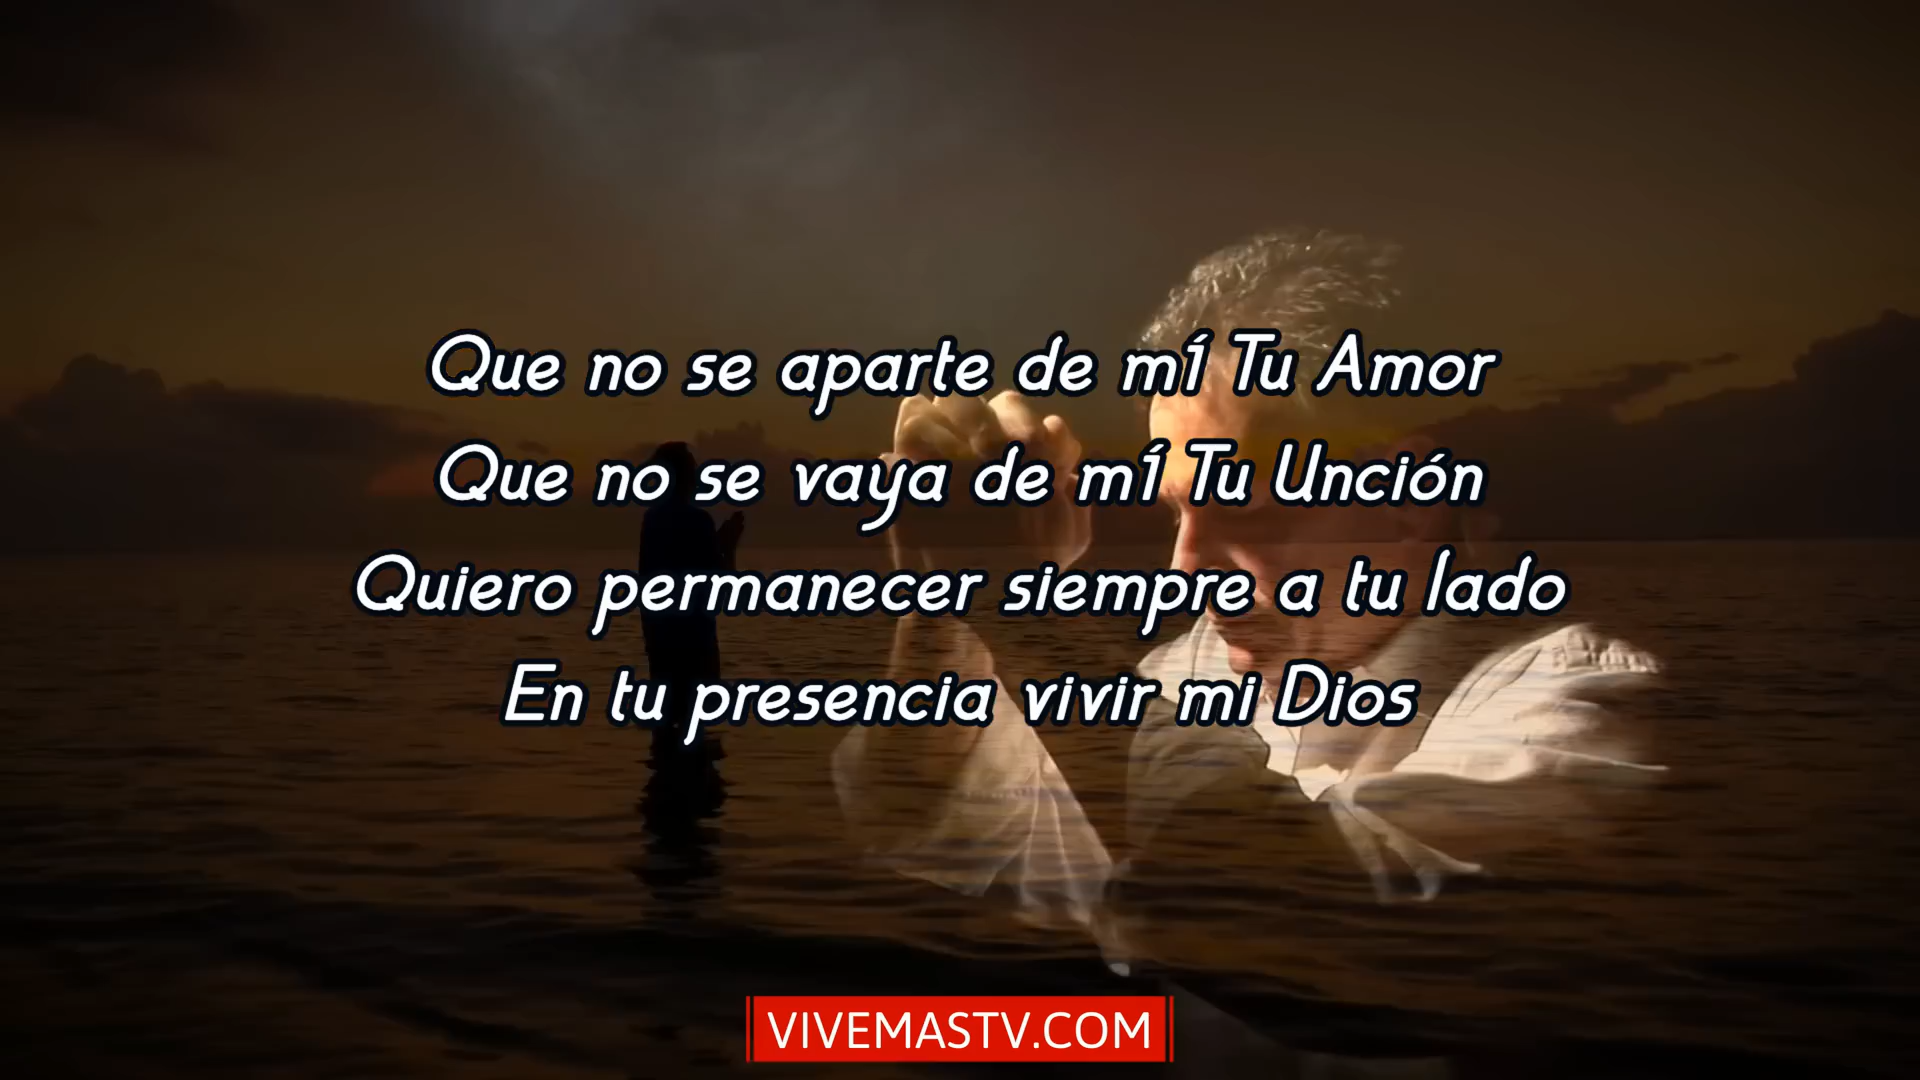 Que no se aparte de mí Tu Amor
Que no se vaya de mí Tu Unción
Quiero permanecer siempre a tu lado
En tu presencia vivir mi Dios
VIVEMASTV.COM